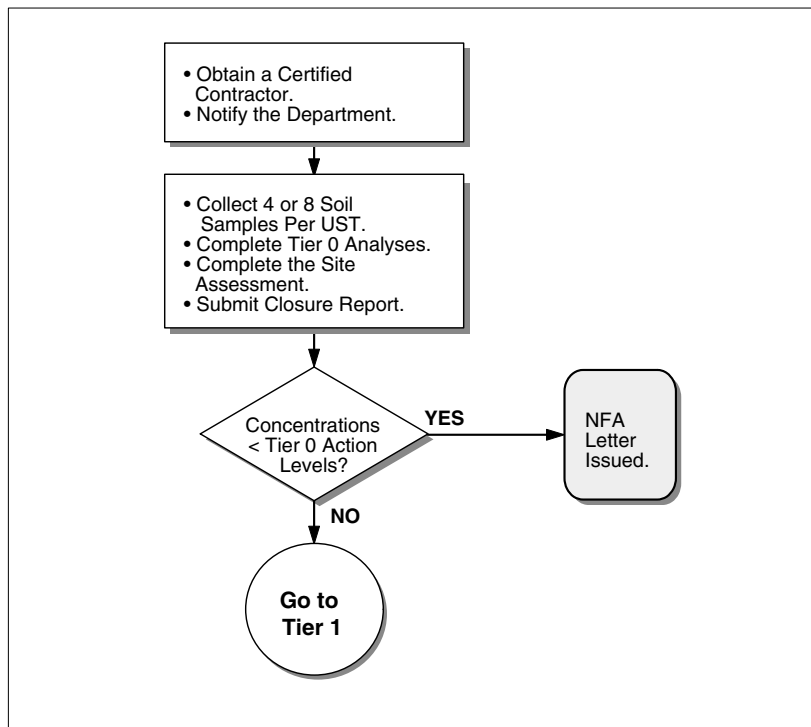 • Obtain a Certified
Contractor.
• Notify the Department.
• Collect 4 or 8 Soil
Samples Per UST.
• Complete Tier 0 Analyses.
• Complete the Site
Assessment.
• Submit Closure Report.
Concentrations
< Tier 0 Action
Levels?
YES
NFA
Letter
Issued.
NO
Go to
Tier 1